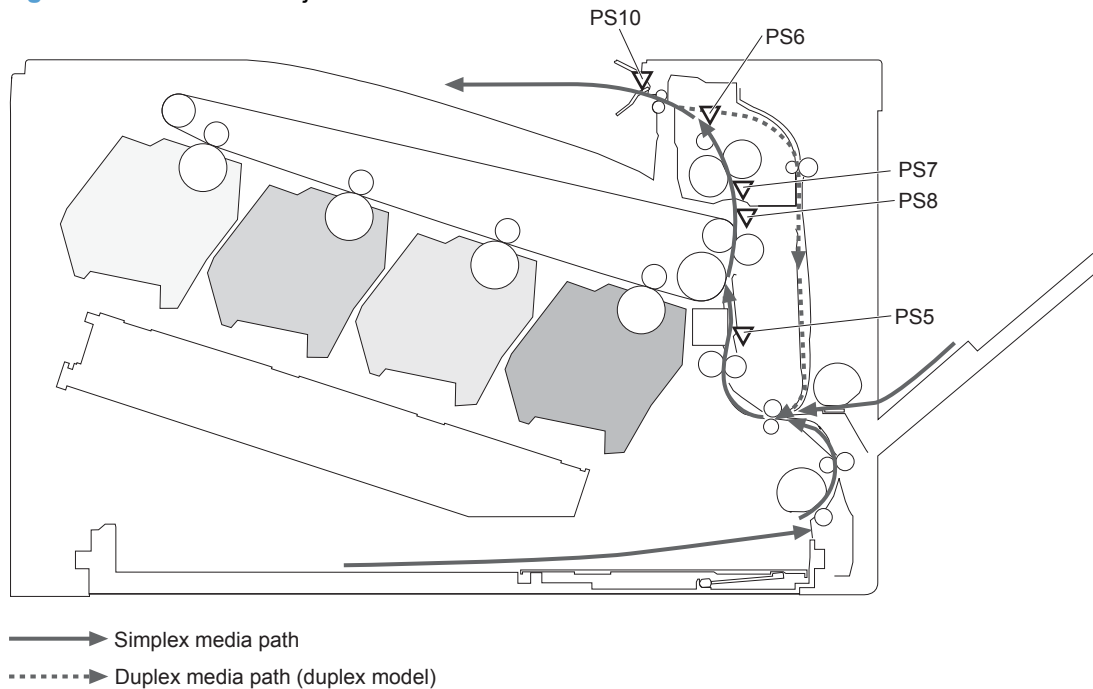 PS10
PS6
PS7
PS8
PS5
Simplex media path
Duplex media path (duplex model)